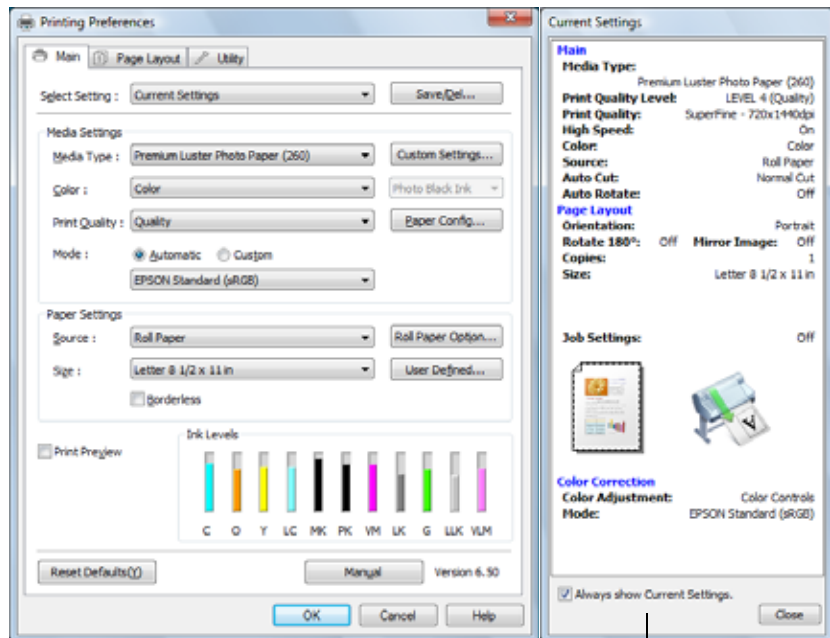 Printing Preferences
Main Page Layout Utility
Select Setting : Current Settings Save/Del...
Media Settings
Media Type : Premium Luster Photo Paper (260) Custom Settings...
Color : Color Photo Black Ink
Print Quality : Quality Paper Config...
Mode : Automatic Custom
EPSON Standard (sRGB)
Paper Settings
Source : Roll Paper Roll Paper Option...
Size : Letter 8 1/2 x 11 in User Defined...
Borderless
Print Preview
Ink Levels
C O Y LC MK PK VM LK G LLK VLM
Reset Defaults(Y) Manual Version 6.50
OK Cancel Help
Current Settings
Main
Media Type:
Premium Luster Photo Paper (260)
Print Quality Level: LEVEL 4 (Quality)
Print Quality: SuperFine - 720x1440dpi
High Speed: On
Color: Color
Source: Roll Paper
Auto Cut: Normal Cut
Auto Rotate: Off
Page Layout
Orientation: Portrait
Rotate 180°: Off Mirror Image: Off
Copies: 1
Size: Letter 8 1/2 x 11 in
Job Settings: Off
A
Color Correction
Color Adjustment: Color Controls
Mode: EPSON Standard (sRGB)
Always show Current Settings.
Close